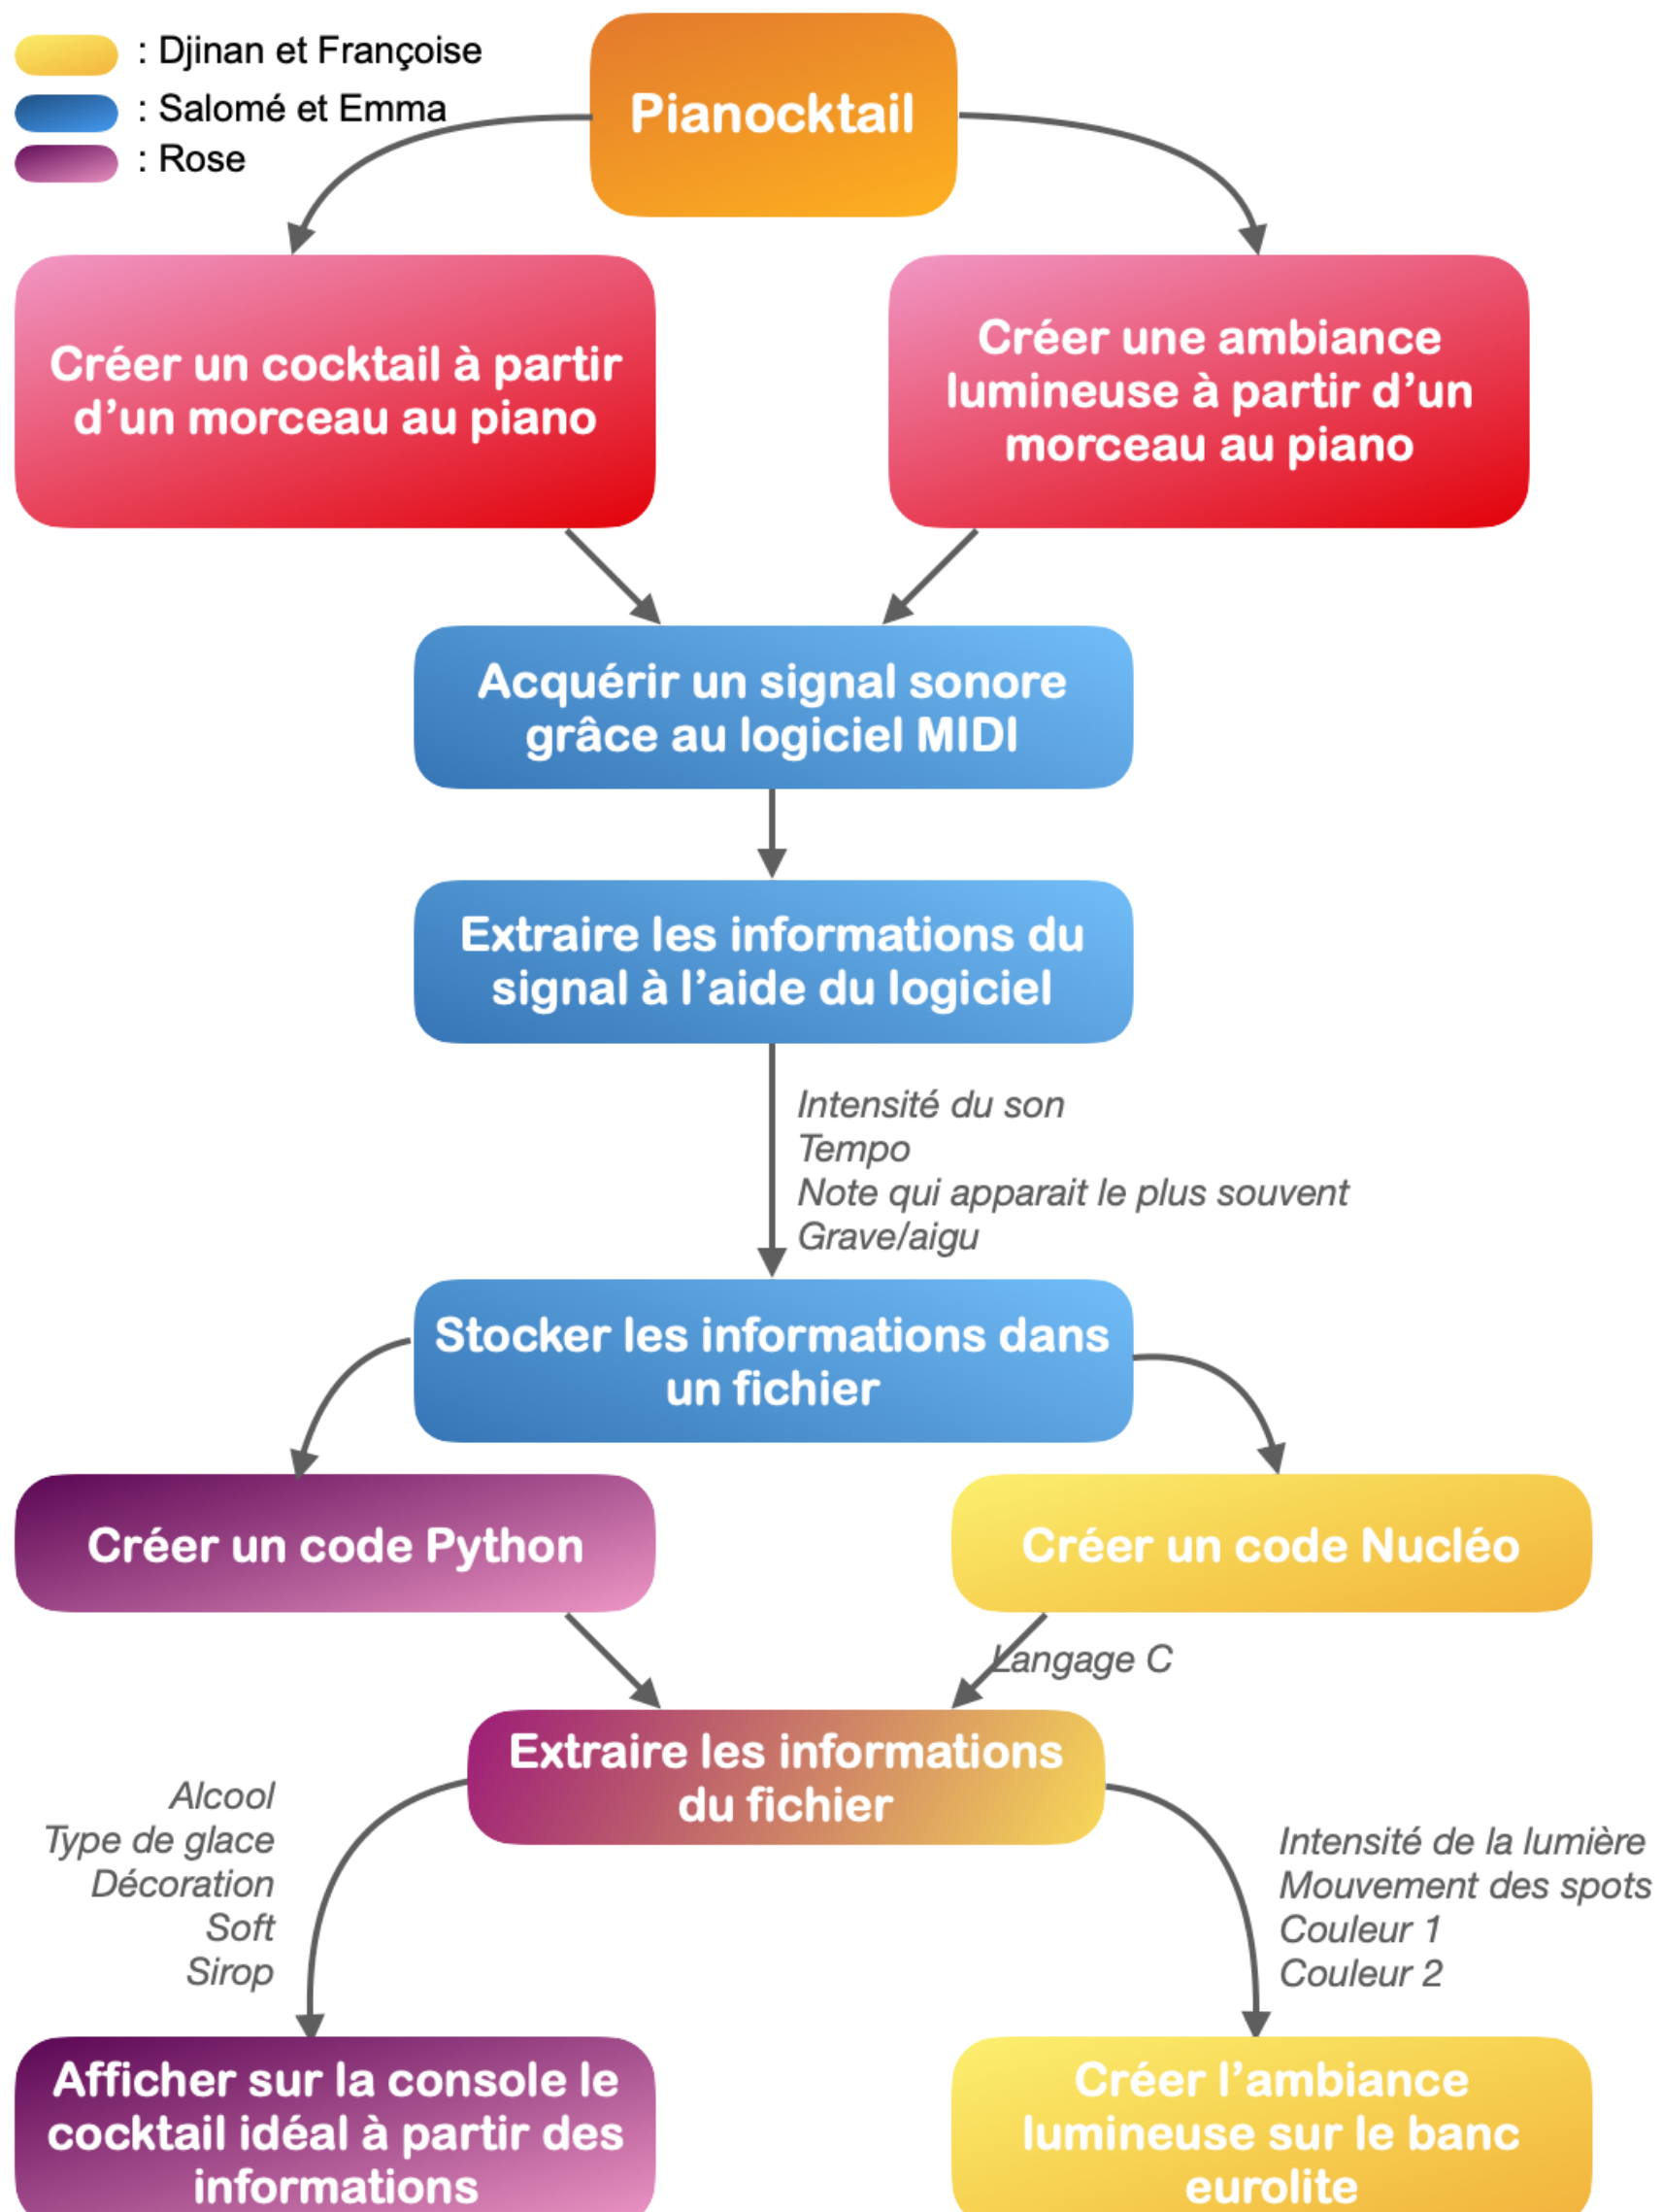 : Djinan et Françoise
: Salomé et Emma
: Rose
Pianocktail
Créer un cocktail à partir
d’un morceau au piano
Créer une ambiance
lumineuse à partir d’un
morceau au piano
Acquérir un signal sonore
grâce au logiciel MIDI
Extraire les informations du
signal à l’aide du logiciel
Intensité du son
Tempo
Note qui apparait le plus souvent
Grave/aigu
Stocker les informations dans
un fichier
Créer un code Python
Créer un code Nucléo
Langage C
Extraire les informations
du fichier
Alcool
Type de glace
Décoration
Soft
Sirop
Intensité de la lumière
Mouvement des spots
Couleur 1
Couleur 2
Afficher sur la console le
cocktail idéal à partir des
informations
Créer l’ambiance
lumineuse sur le banc
eurolite